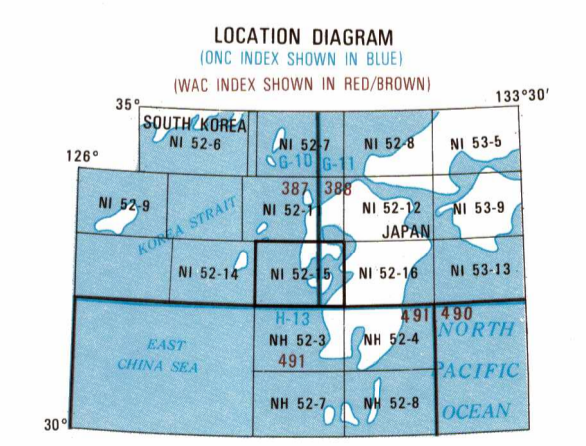 LOCATION DIAGRAM
(ONC INDEX SHOWN IN BLUE)
(WAC INDEX SHOWN IN RED/BROWN)
133°30'
35°
SOUTH KOREA
NI 52-6
NI 52-7
NI 52-8
NI 53-5
G-10
G-11
126°
387
388
NI 52-9
KOREA STRAIT
NI 52-1
NI 52-12
NI 53-9
JAPAN
NI 52-14
NI 52-15
NI 52-16
NI 53-13
H-13
491
490
NH 52-3
NH 52-4
NORTH
EAST
CHINA SEA
491
PACIFIC
NH 52-7
NH 52-8
OCEAN
30°